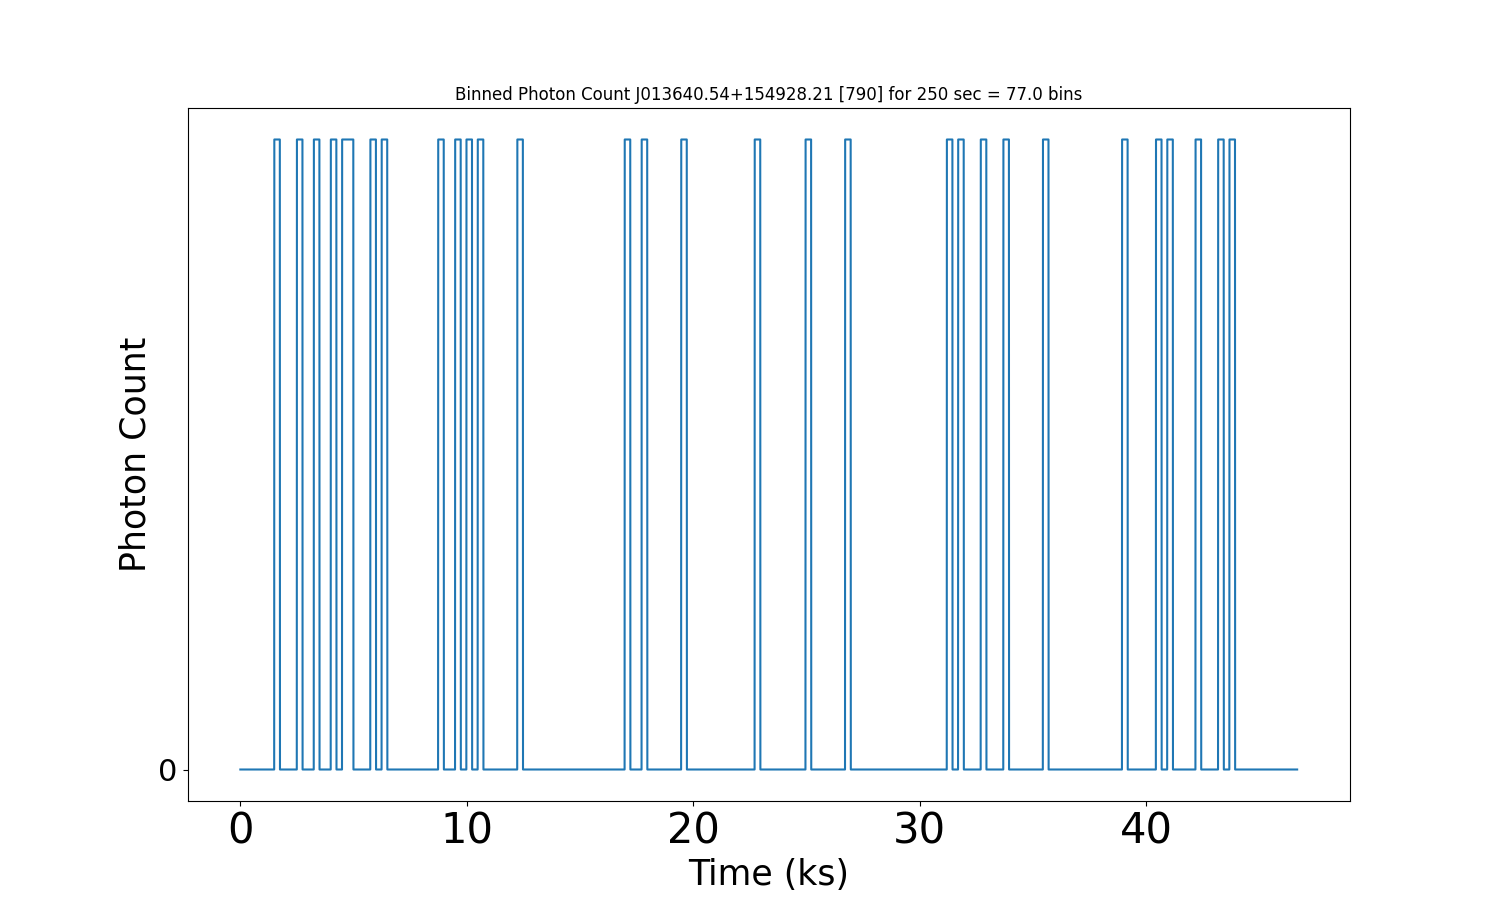 Binned Photon Count J013640.54+154928.21 [790] for 250 sec = 77.0 bins
Photon Count
0
0 10 20 30 40
Time (ks)